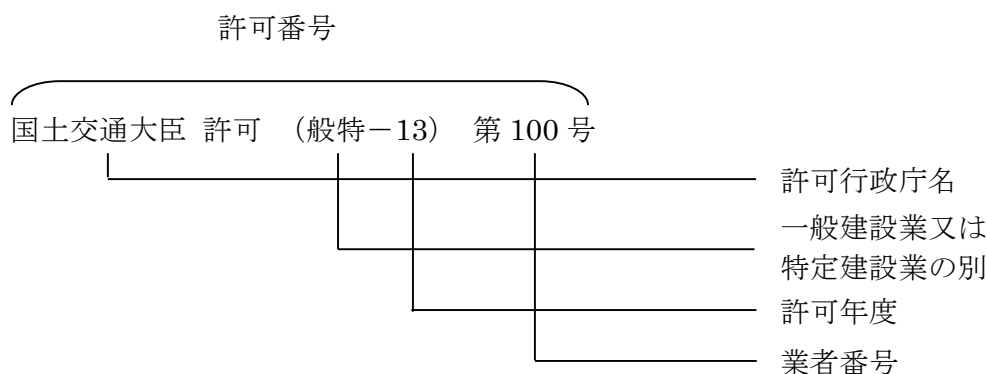 許可番号
国土交通大臣 許可 （般特－13） 第 100 号
許可行政庁名
一般建設業又は
特定建設業の別
許可年度
業者番号